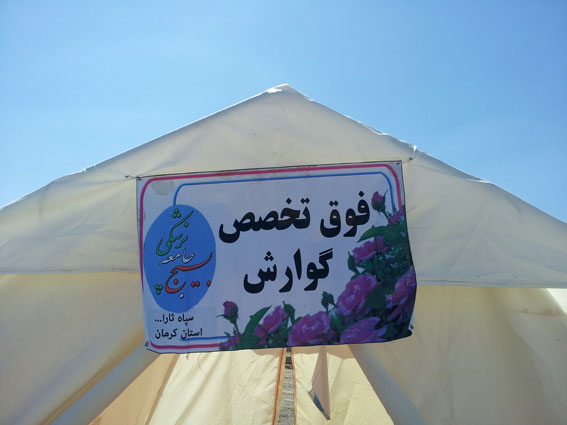 فوق تخصص
گوارش
بسیج
جامعه
پزشکی
سپاه ثارا...
استان کرمان